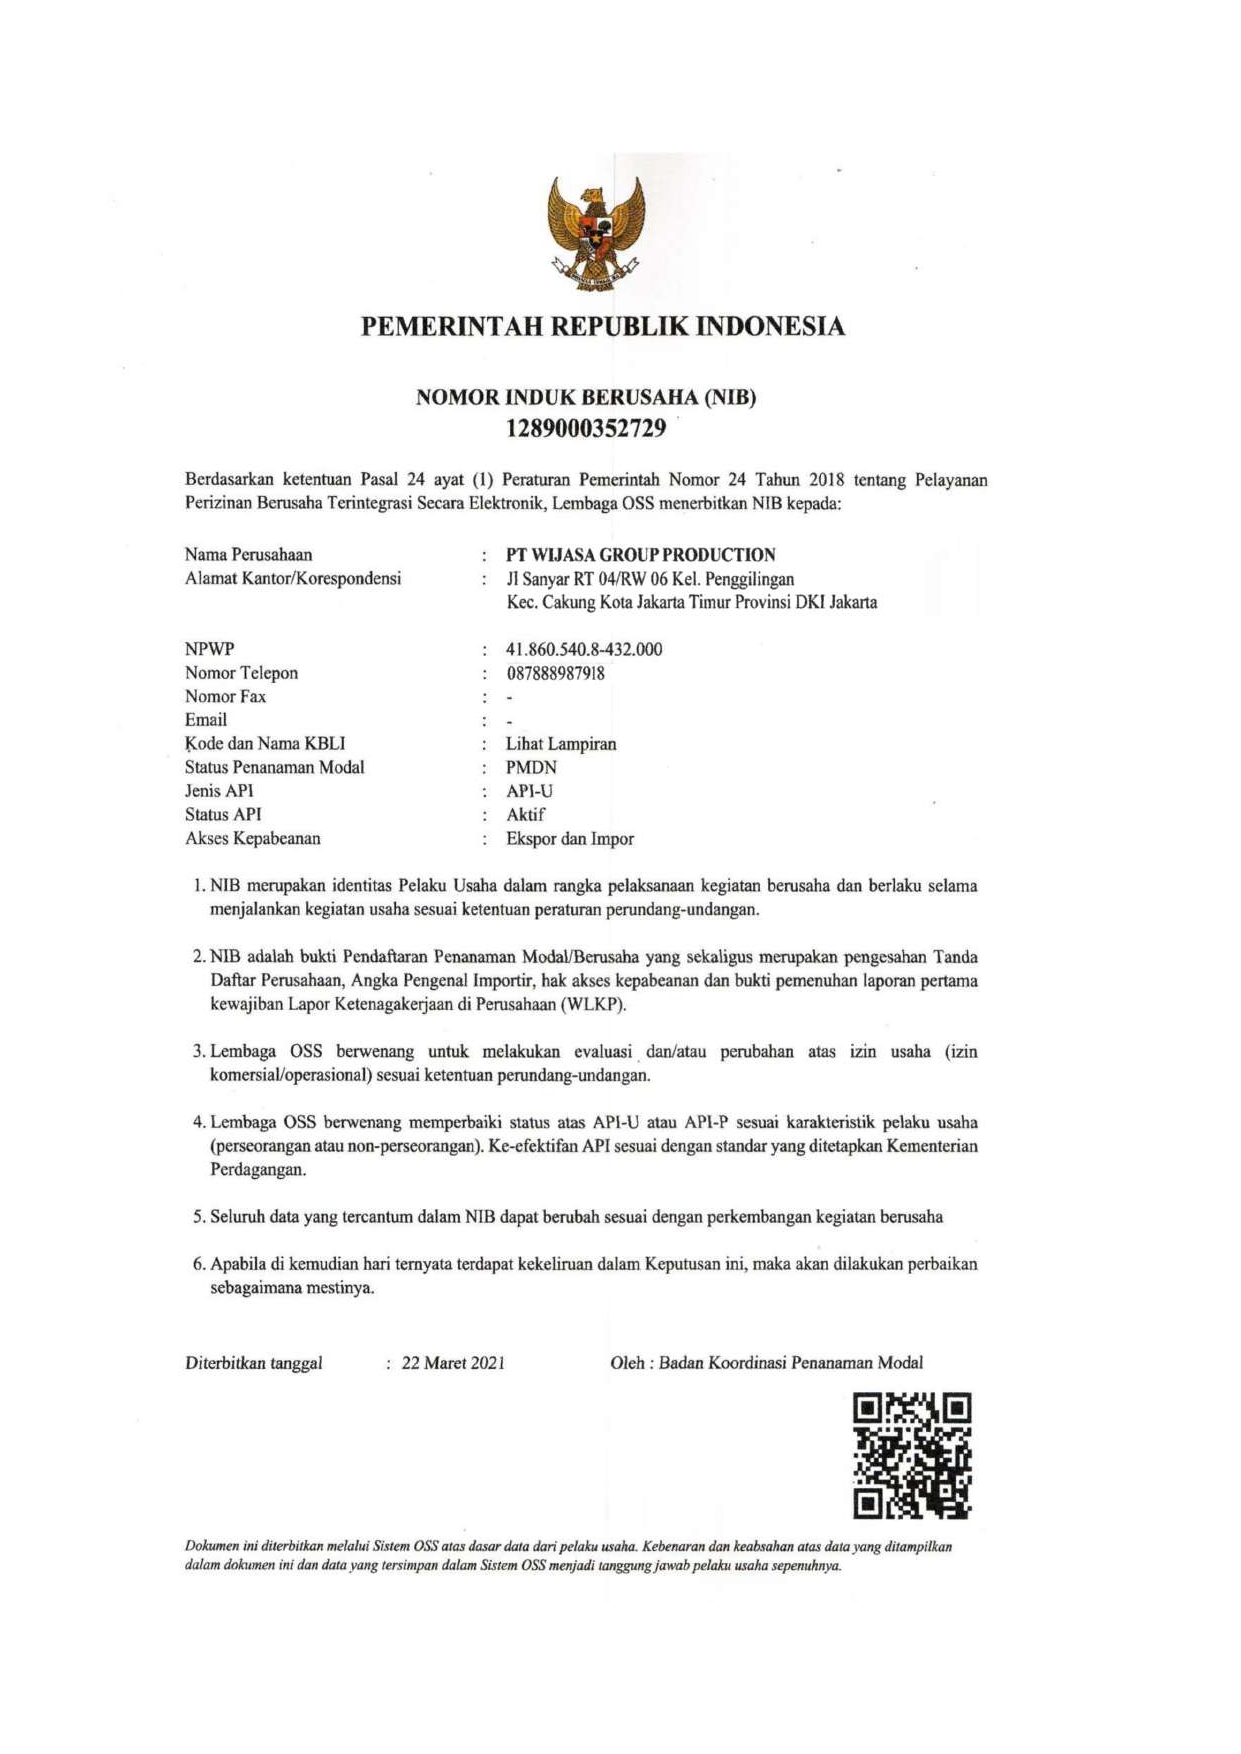 PEMERINTAH REPUBLIK INDONESIA
NOMOR INDUK BERUSAHA (NIB)
1289000352729
Berdasarkan ketentuan Pasal 24 ayat (1) Peraturan Pemerintah Nomor 24 Tahun 2018 tentang Pelayanan
Perizinan Berusaha Terintegrasi Secara Elektronik, Lembaga OSS menerbitkan NIB kepada:
Nama Perusahaan : PT WIJASA GROUP PRODUCTION
Alamat Kantor/Korespondensi : Jl Sanyar RT 04/RW 06 Kel. Penggilingan
Kec. Cakung Kota Jakarta Timur Provinsi DKI Jakarta
NPWP : 41.860.540.8-432.000
Nomor Telepon : 087888987918
Nomor Fax : -
Email : -
Kode dan Nama KBLI : Lihat Lampiran
Status Penanaman Modal : PMDN
Jenis API : API-U
Status API : Aktif
Akses Kepabeanan : Ekspor dan Impor
1. NIB merupakan identitas Pelaku Usaha dalam rangka pelaksanaan kegiatan berusaha dan berlaku selama
menjalankan kegiatan usaha sesuai ketentuan peraturan perundang-undangan.
2. NIB adalah bukti Pendaftaran Penanaman Modal/Berusaha yang sekaligus merupakan pengesahan Tanda
Daftar Perusahaan, Angka Pengenal Importir, hak akses kepabeanan dan bukti pemenuhan laporan pertama
kewajiban Lapor Ketenagakerjaan di Perusahaan (WLKP).
3. Lembaga OSS berwenang untuk melakukan evaluasi dan/atau perubahan atas izin usaha (izin
komersial/operasional) sesuai ketentuan perundang-undangan.
4. Lembaga OSS berwenang memperbaiki status atas API-U atau API-P sesuai karakteristik pelaku usaha
(perseorangan atau non-perseorangan). Ke-efektifan API sesuai dengan standar yang ditetapkan Kementerian
Perdagangan.
5. Seluruh data yang tercantum dalam NIB dapat berubah sesuai dengan perkembangan kegiatan berusaha
6. Apabila di kemudian hari ternyata terdapat kekeliruan dalam Keputusan ini, maka akan dilakukan perbaikan
sebagaimana mestinya.
Diterbitkan tanggal : 22 Maret 2021 Oleh : Badan Koordinasi Penanaman Modal
Dokumen ini diterbitkan melalui Sistem OSS atas dasar data dari pelaku usaha. Kebenaran dan keabsahan atas data yang ditampilkan
dalam dokumen ini dan data yang tersimpan dalam Sistem OSS menjadi tanggung jawab pelaku usaha sepenuhnya.